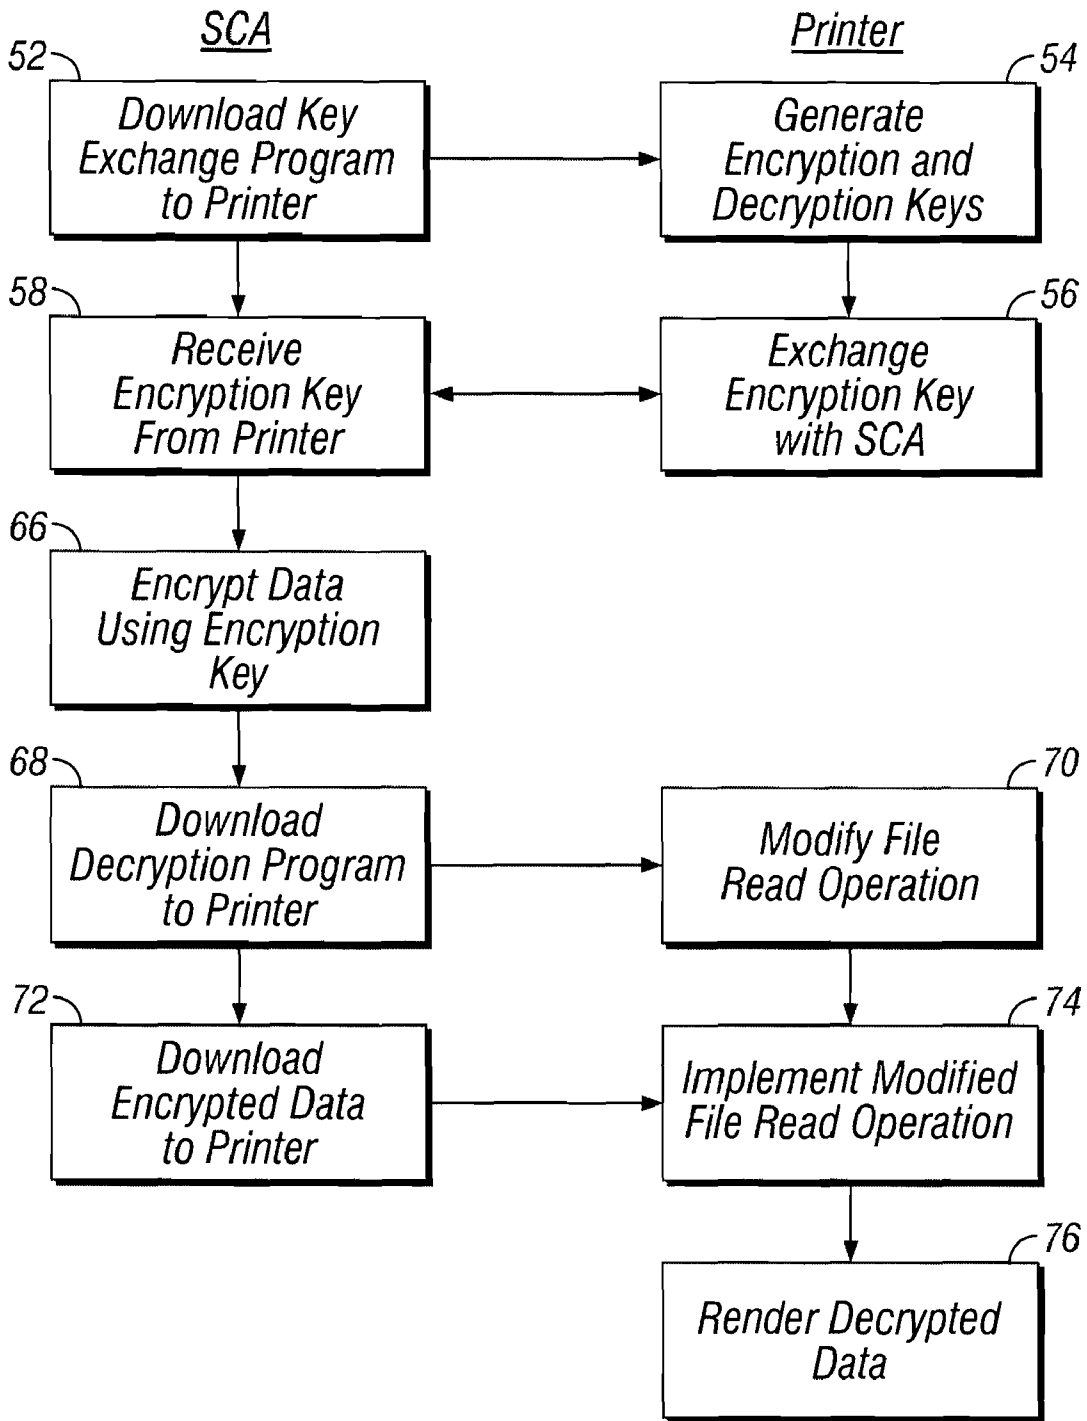 SCA
Printer
52
Download Key
Exchange Program
to Printer
54
Generate
Encryption and
Decryption Keys
58
Receive
Encryption Key
From Printer
56
Exchange
Encryption Key
with SCA
66
Encrypt Data
Using Encryption
Key
68
Download
Decryption Program
to Printer
70
Modify File
Read Operation
72
Download
Encrypted Data
to Printer
74
Implement Modified
File Read Operation
76
Render Decrypted
Data